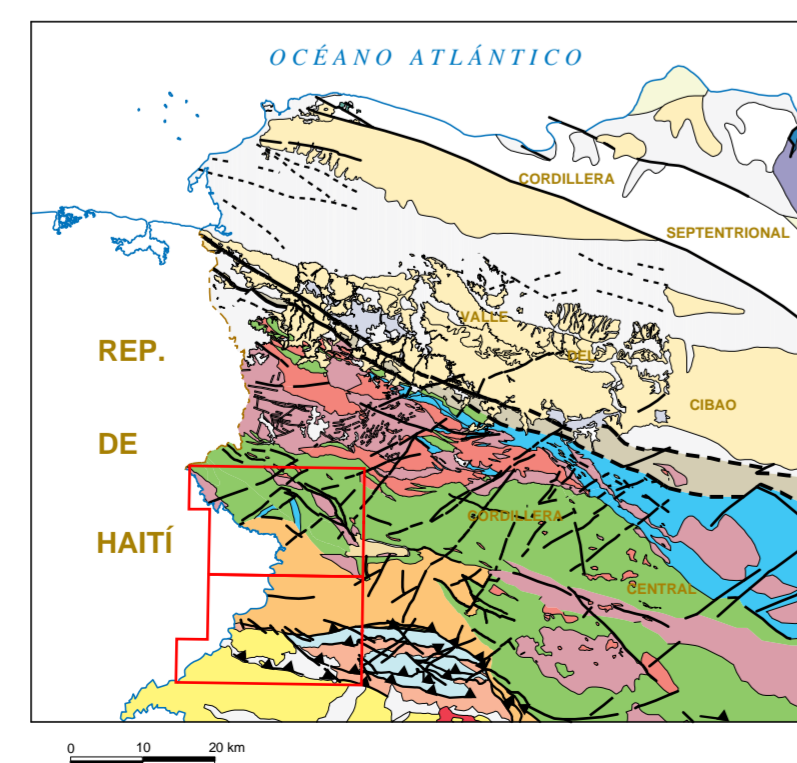 OCÉANO ATLÁNTICO
CORDILLERA
SEPTENTRIONAL
VALLE
DEL
CIBAO
REP.
DE
HAITÍ
CORDILLERA
CENTRAL
0 10 20 km